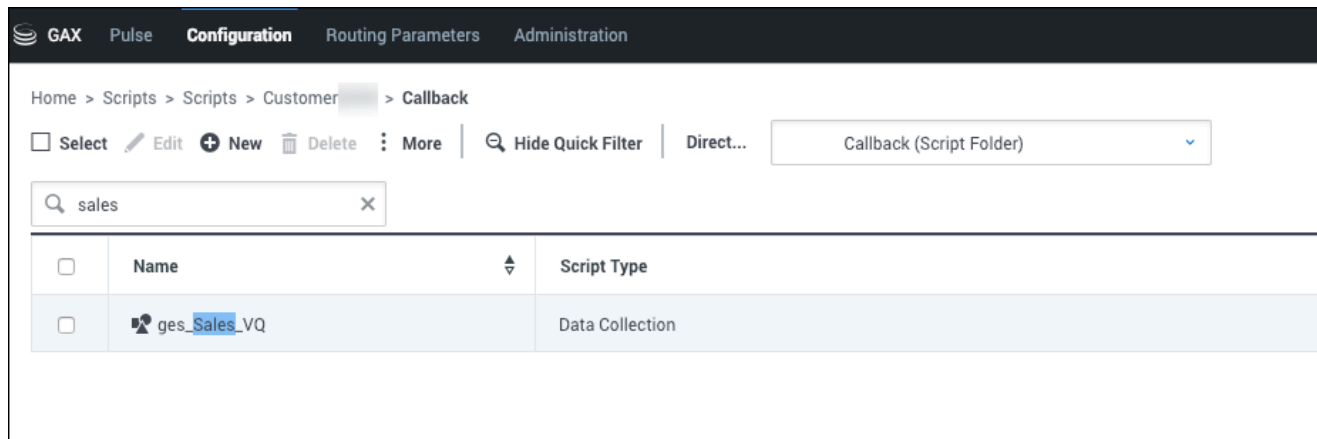 GAX Pulse Configuration Routing Parameters Administration
Home > Scripts > Scripts > Customer > Callback
Select Edit New Delete More Hide Quick Filter Direct... Callback (Script Folder)
sales
Name Script Type
ges_Sales_VQ Data Collection